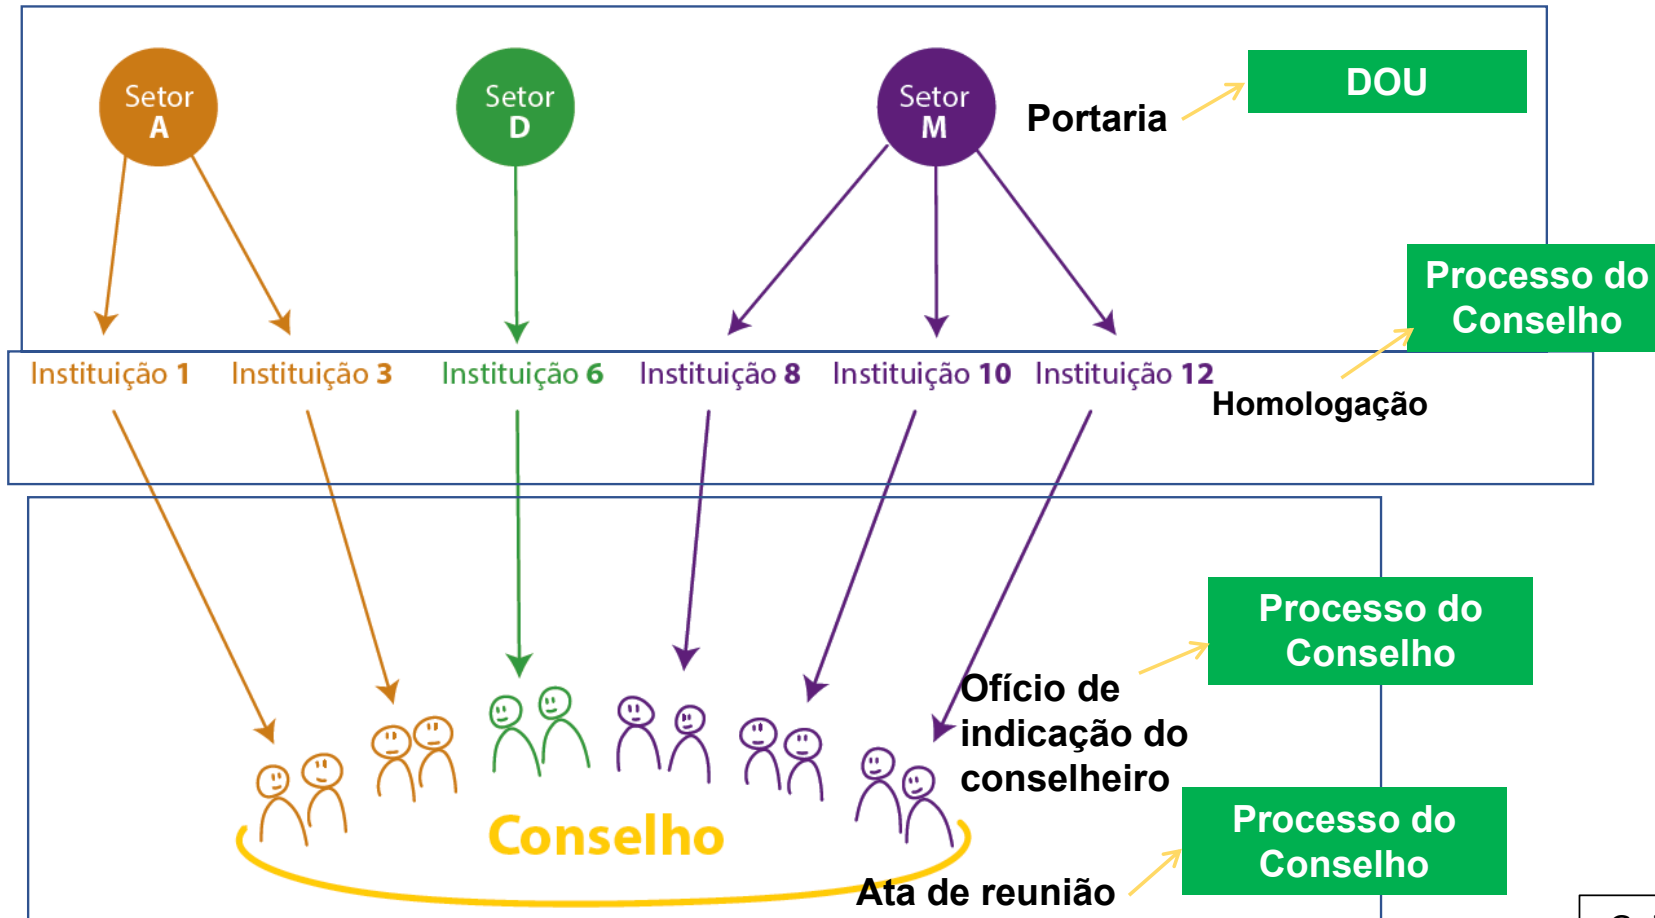 Setor
A
Setor
D
Setor
M
Portaria
DOU
Processo do
Conselho
Instituição 1
Instituição 3
Instituição 6
Instituição 8
Instituição 10
Instituição 12
Homologação
Processo do
Conselho
Ofício de
indicação do
conselheiro
Conselho
Processo do
Conselho
Ata de reunião